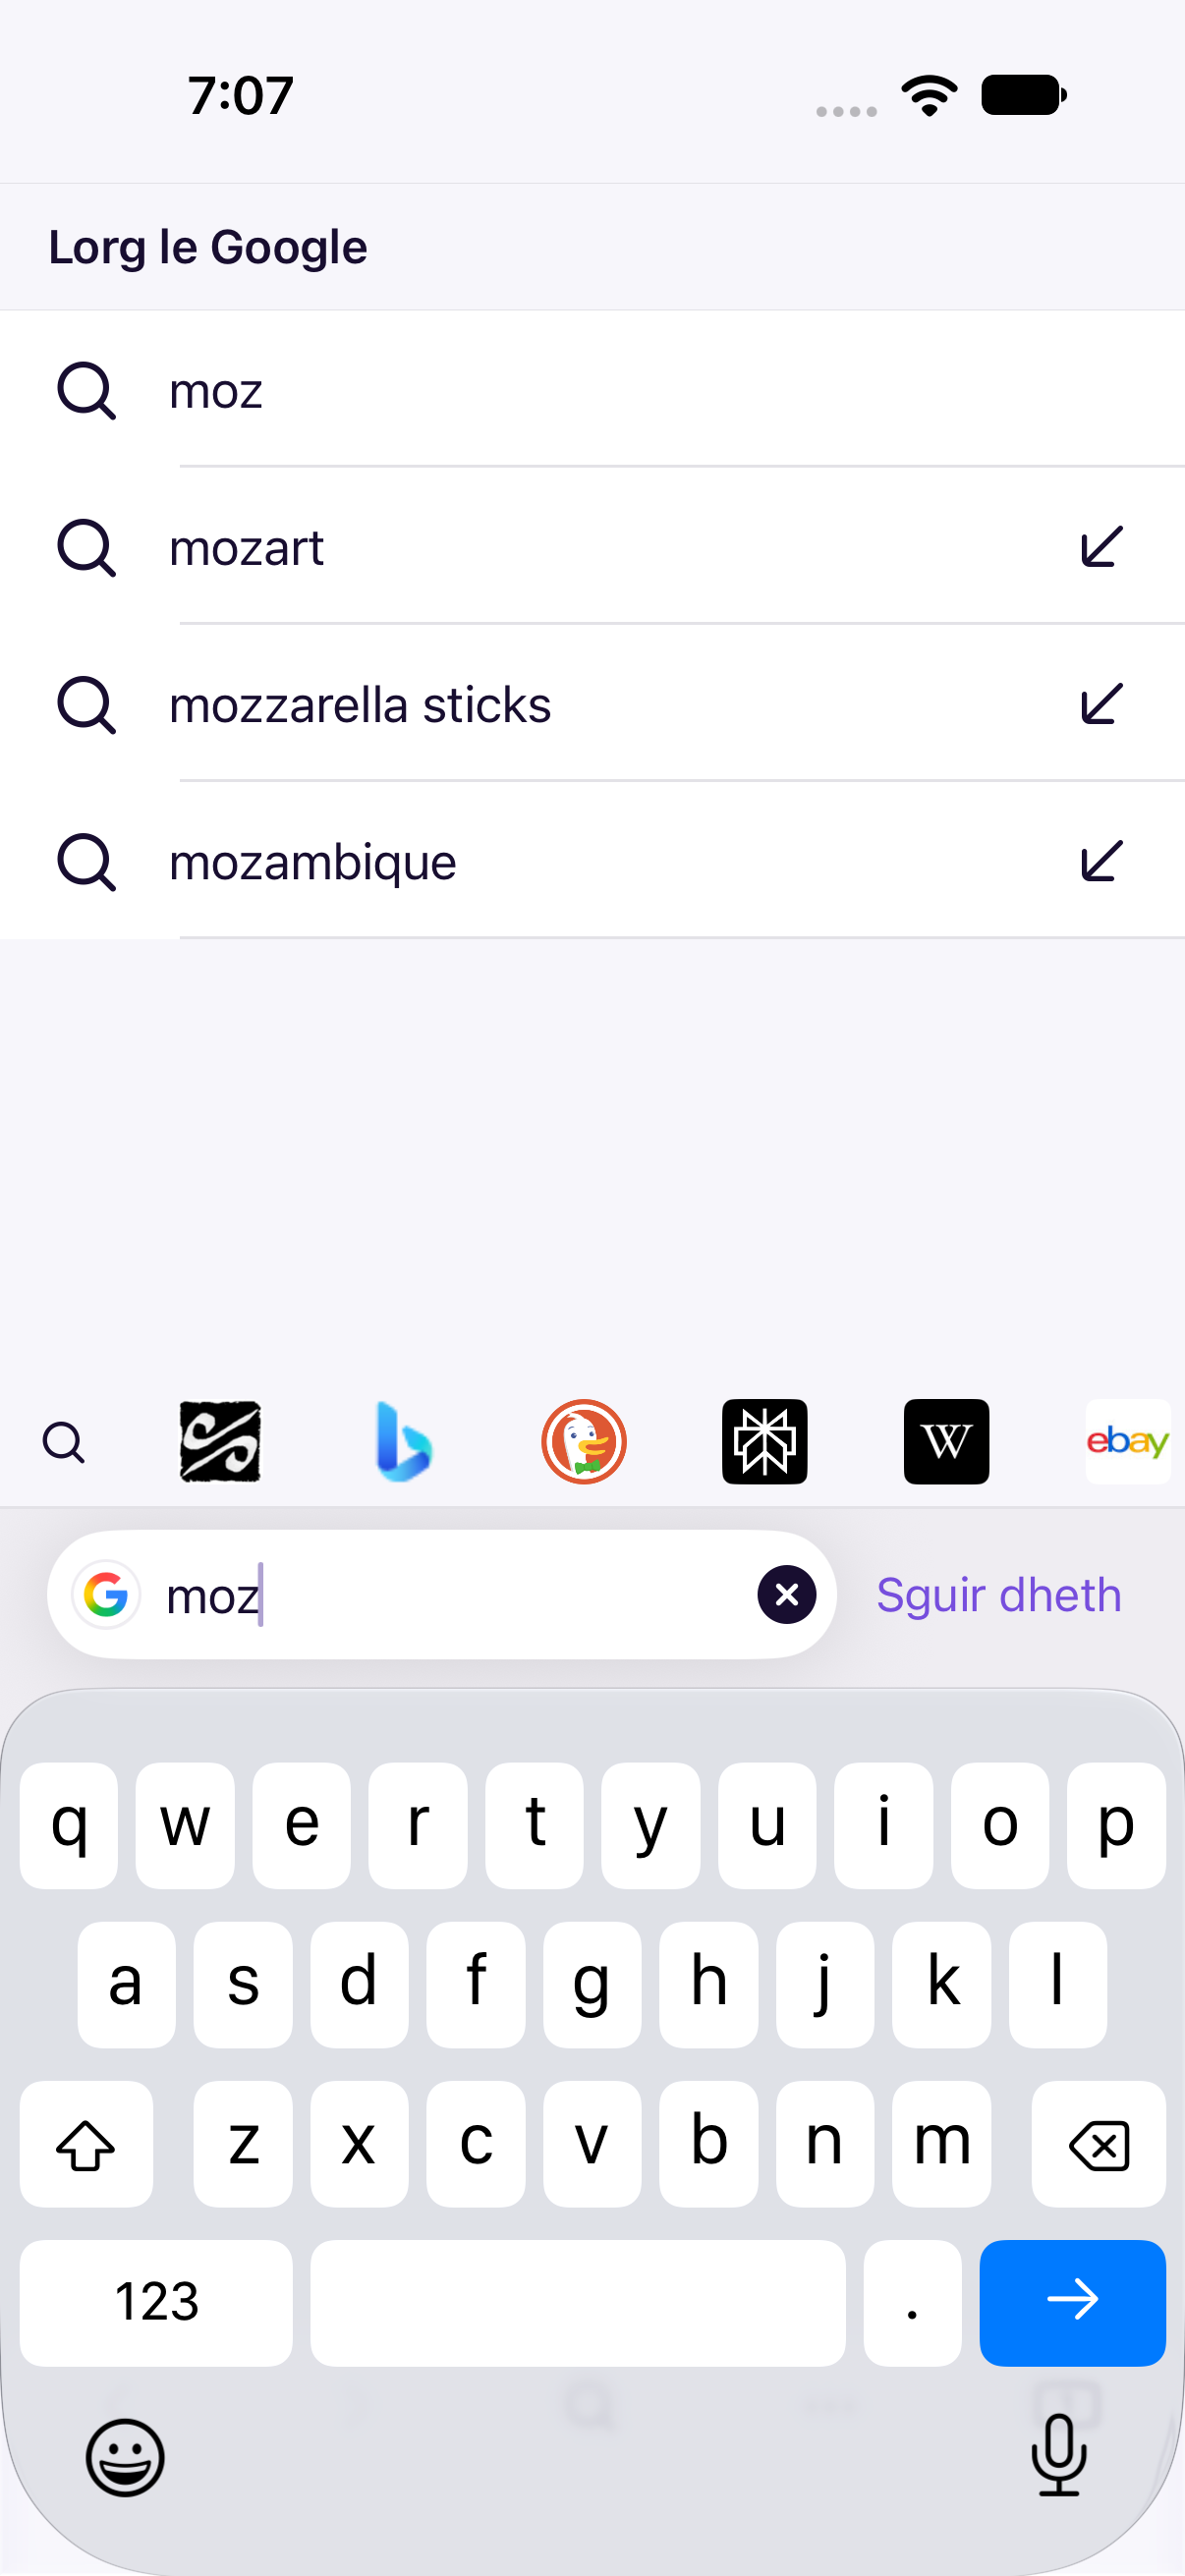 7:07
Lorg le Google
moz
mozart
mozzarella sticks
mozambique
W
ebay
moz
Sguir dheth
q w e r t y u i o p
a s d f g h j k l
z x c v b n m
123 .